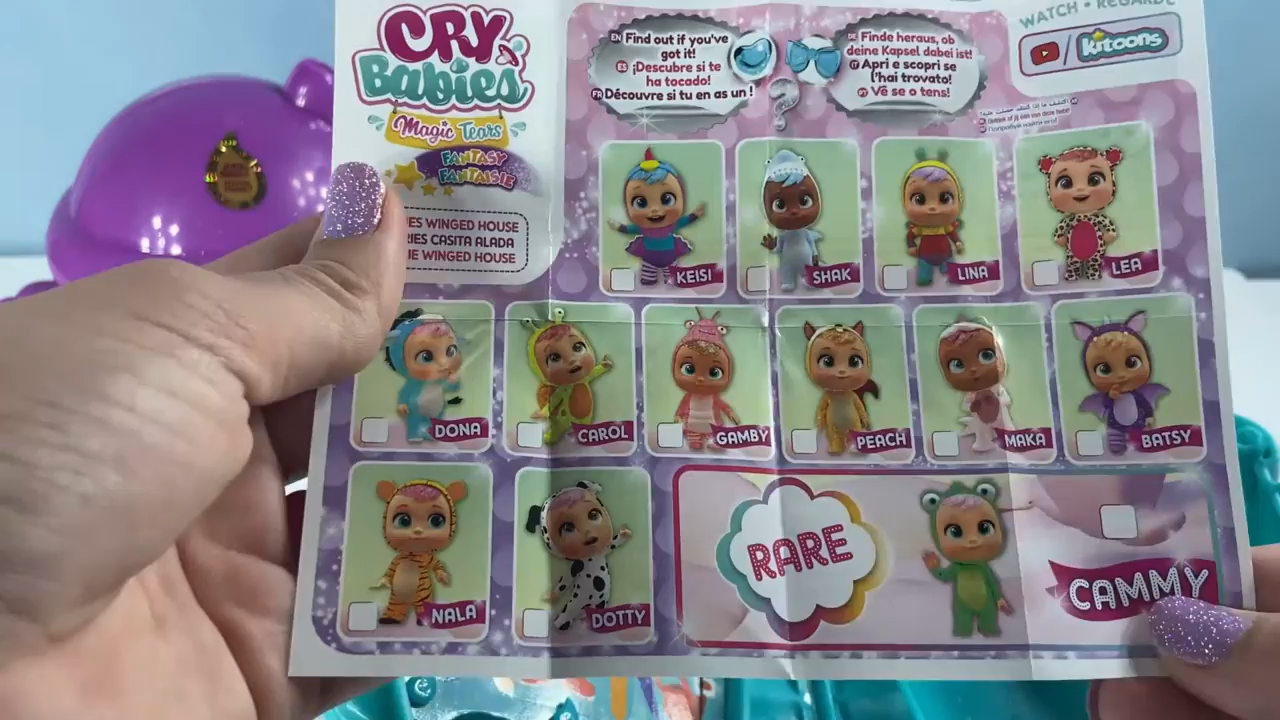 CRY
Babies
Magic Tears
FANTASY
FANTAISIE
IES WINGED HOUSE
RIES CASITA ALADA
IE WINGED HOUSE
EN Find out if you've
got it!
ES ¡Descubre si te
ha tocado!
FR Découvre si tu en as un !
DE Finde heraus, ob
deine Kapsel dabei ist!
IT Apri e scopri se
l'hai trovato!
PT Vê se o tens!
WATCH • REGARDE
kitoons
?
KEISI
SHAK
LINA
LEA
DONA
CAROL
GAMBY
PEACH
MAKA
BATSY
NALA
DOTTY
RARE
CAMMY